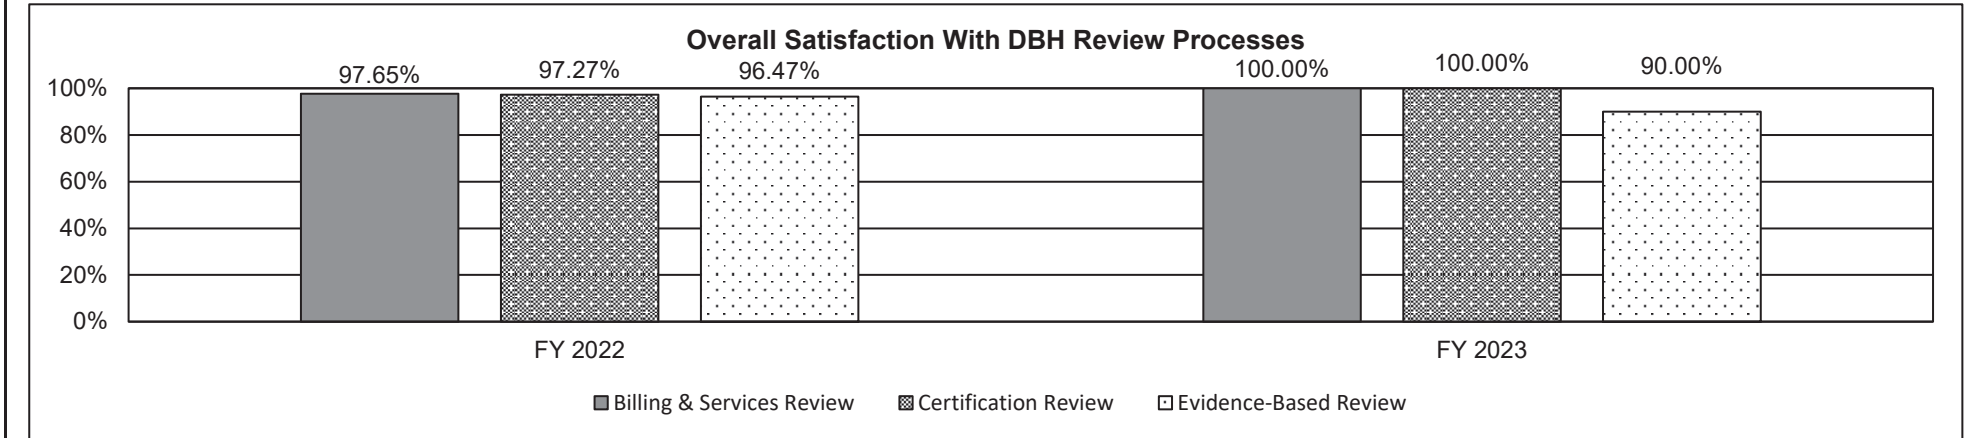 Overall Satisfaction With DBH Review Processes
97.65% 97.27% 96.47% 100.00% 100.00% 90.00%
100%
80%
60%
40%
20%
0%
FY 2022 FY 2023
Billing & Services Review Certification Review Evidence-Based Review